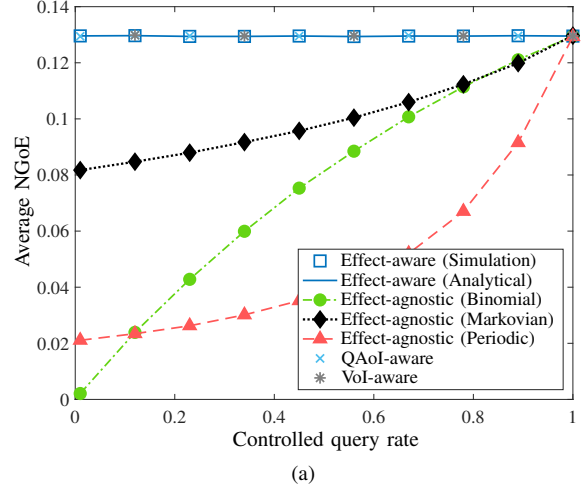 0.14
0.12
0.1
0.08
0.06
0.04
0.02
0
Average NGoE
Effect-aware (Simulation)
Effect-aware (Analytical)
Effect-agnostic (Binomial)
Effect-agnostic (Markovian)
Effect-agnostic (Periodic)
QAoI-aware
VoI-aware
0 0.2 0.4 0.6 0.8 1
Controlled query rate
(a)